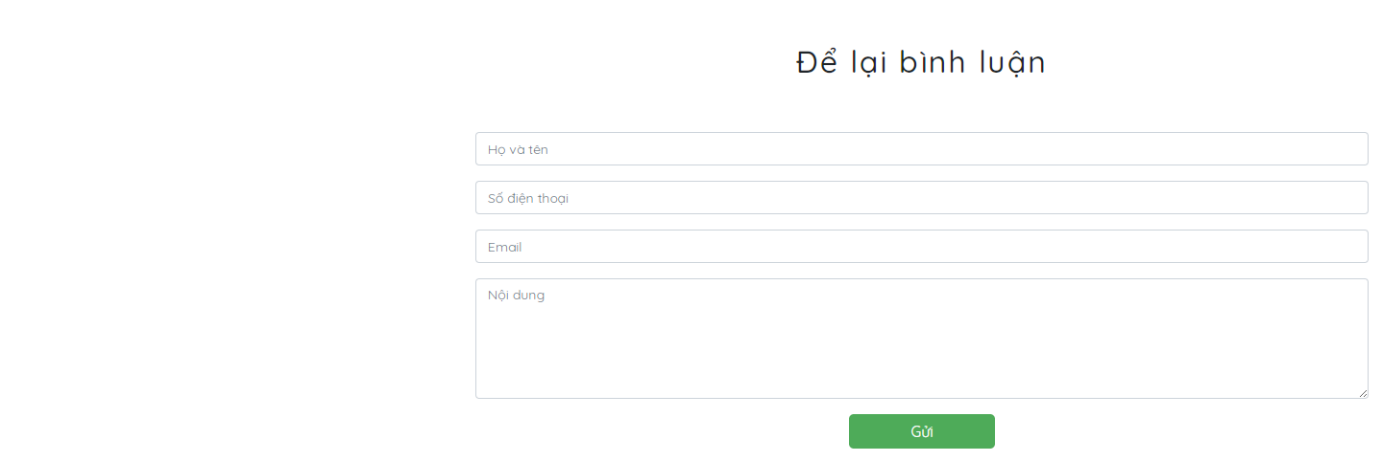 Để lại bình luận
Họ và tên
Số điện thoại
Email
Nội dung
Gửi